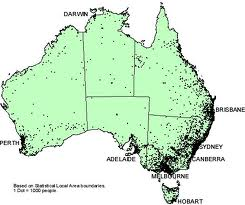 DARWIN
BRISBANE
PERTH
SYDNEY
ADELAIDE
CANBERRA
MELBOURNE
Based on Statistical Local Area boundaries.
1 Dot = 1000 people
HOBART